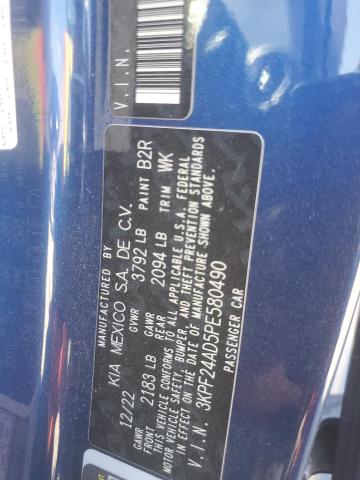 V.I.N.
MANUFACTURED BY
KIA MEXICO S.A. DE C.V.
12/22 GVWR 3792 LB PAINT B2R
GAWR FRONT 2183 LB GAWR REAR 2094 LB TRIM WK
THIS VEHICLE CONFORMS TO ALL APPLICABLE U.S.A. FEDERAL
MOTOR VEHICLE SAFETY, BUMPER, AND THEFT PREVENTION STANDARDS
IN EFFECT ON THE DATE OF MANUFACTURE SHOWN ABOVE.
V.I.N. 3KPF24AD5PE580490
PASSENGER CAR